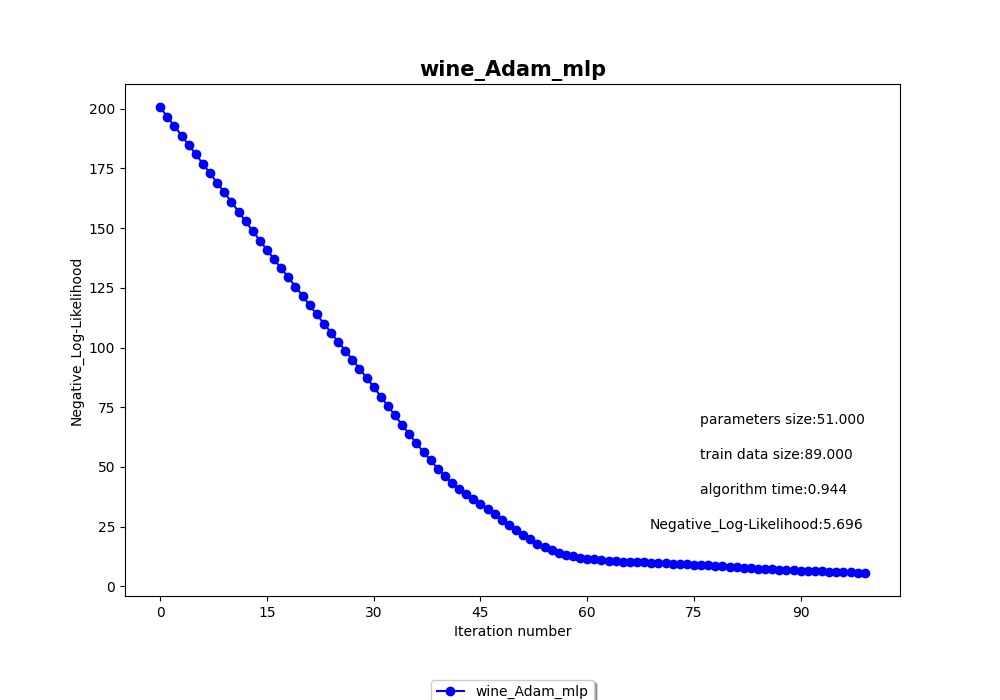 wine_Adam_mlp
200
175
150
125
100
75
50
25
0
Negative_Log-Likelihood
parameters size:51.000
train data size:89.000
algorithm time:0.944
Negative_Log-Likelihood:5.696
0 15 30 45 60 75 90
Iteration number
wine_Adam_mlp